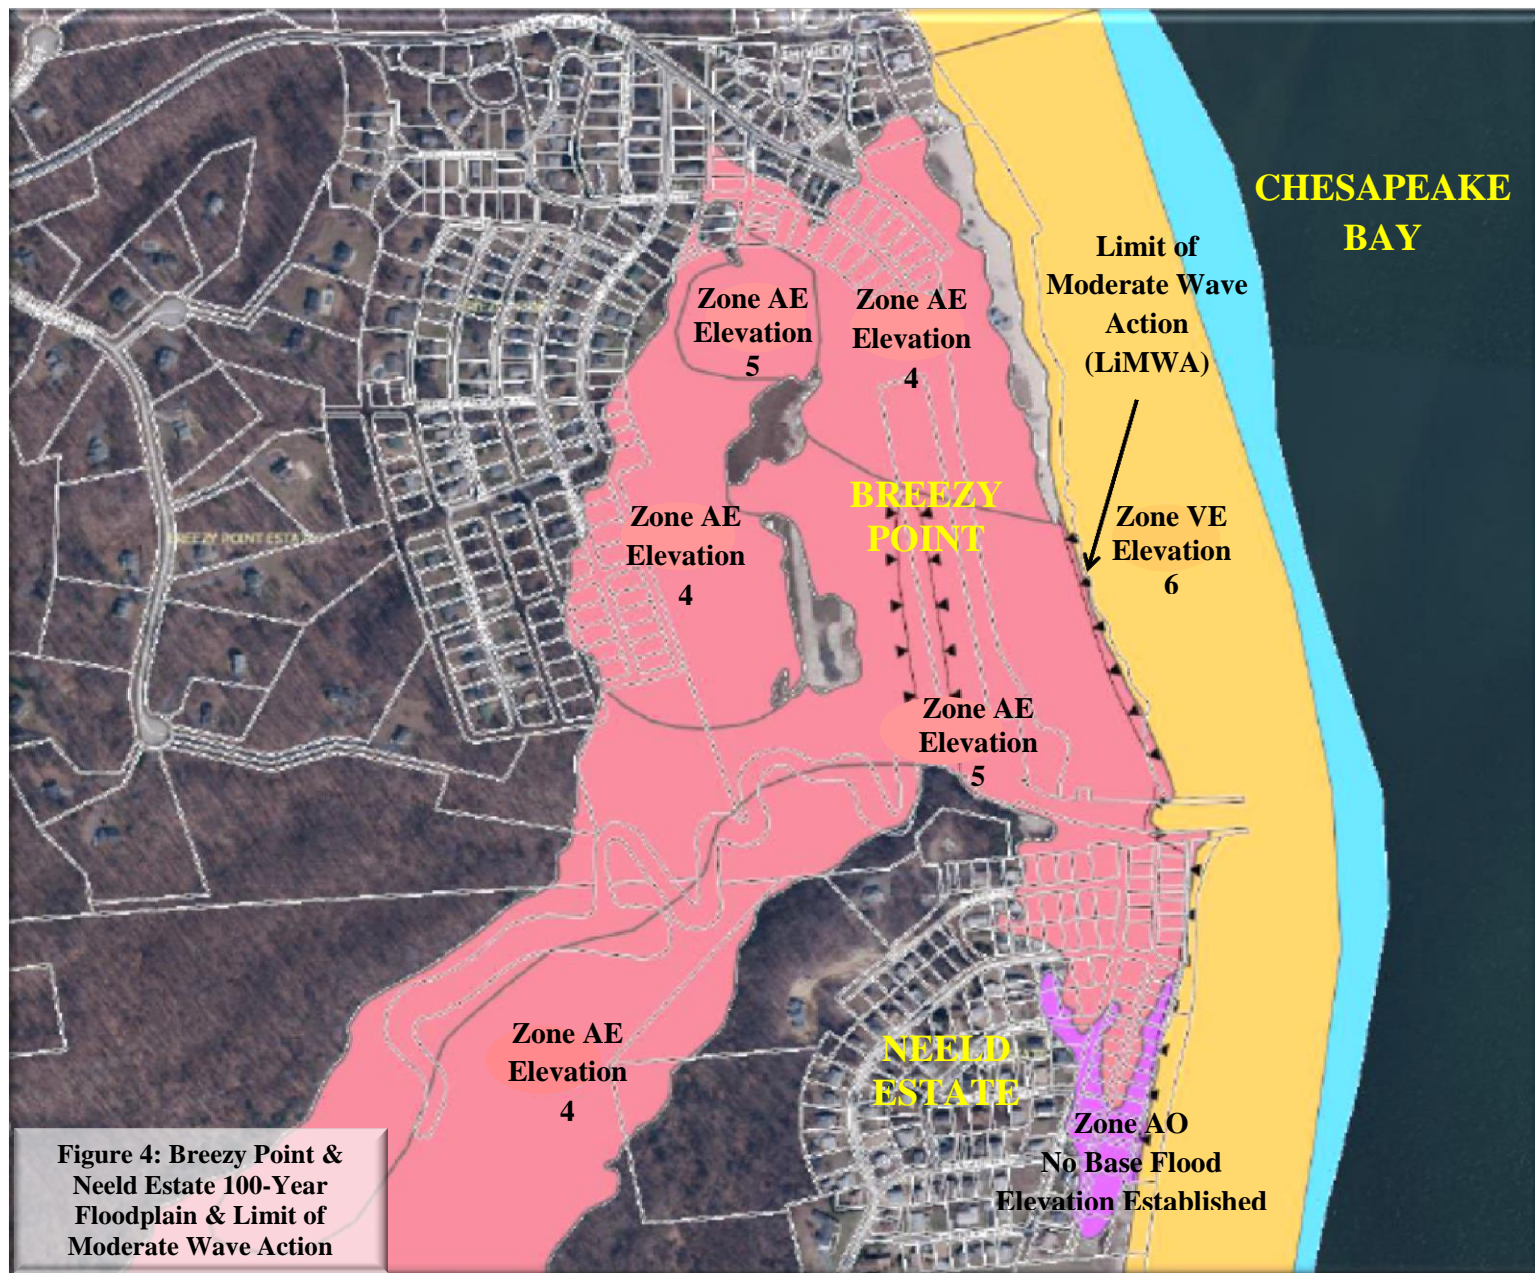 CHESAPEAKE
BAY
Limit of
Moderate Wave
Action
(LiMWA)
Zone AE
Elevation
5
Zone AE
Elevation
4
BREEZY
POINT
Zone AE
Elevation
4
Zone VE
Elevation
6
BREEZY POINT ESTATES
Zone AE
Elevation
5
Zone AE
Elevation
4
NEELD
ESTATE
Zone AO
No Base Flood
Elevation Established
Figure 4: Breezy Point &
Neeld Estate 100-Year
Floodplain & Limit of
Moderate Wave Action